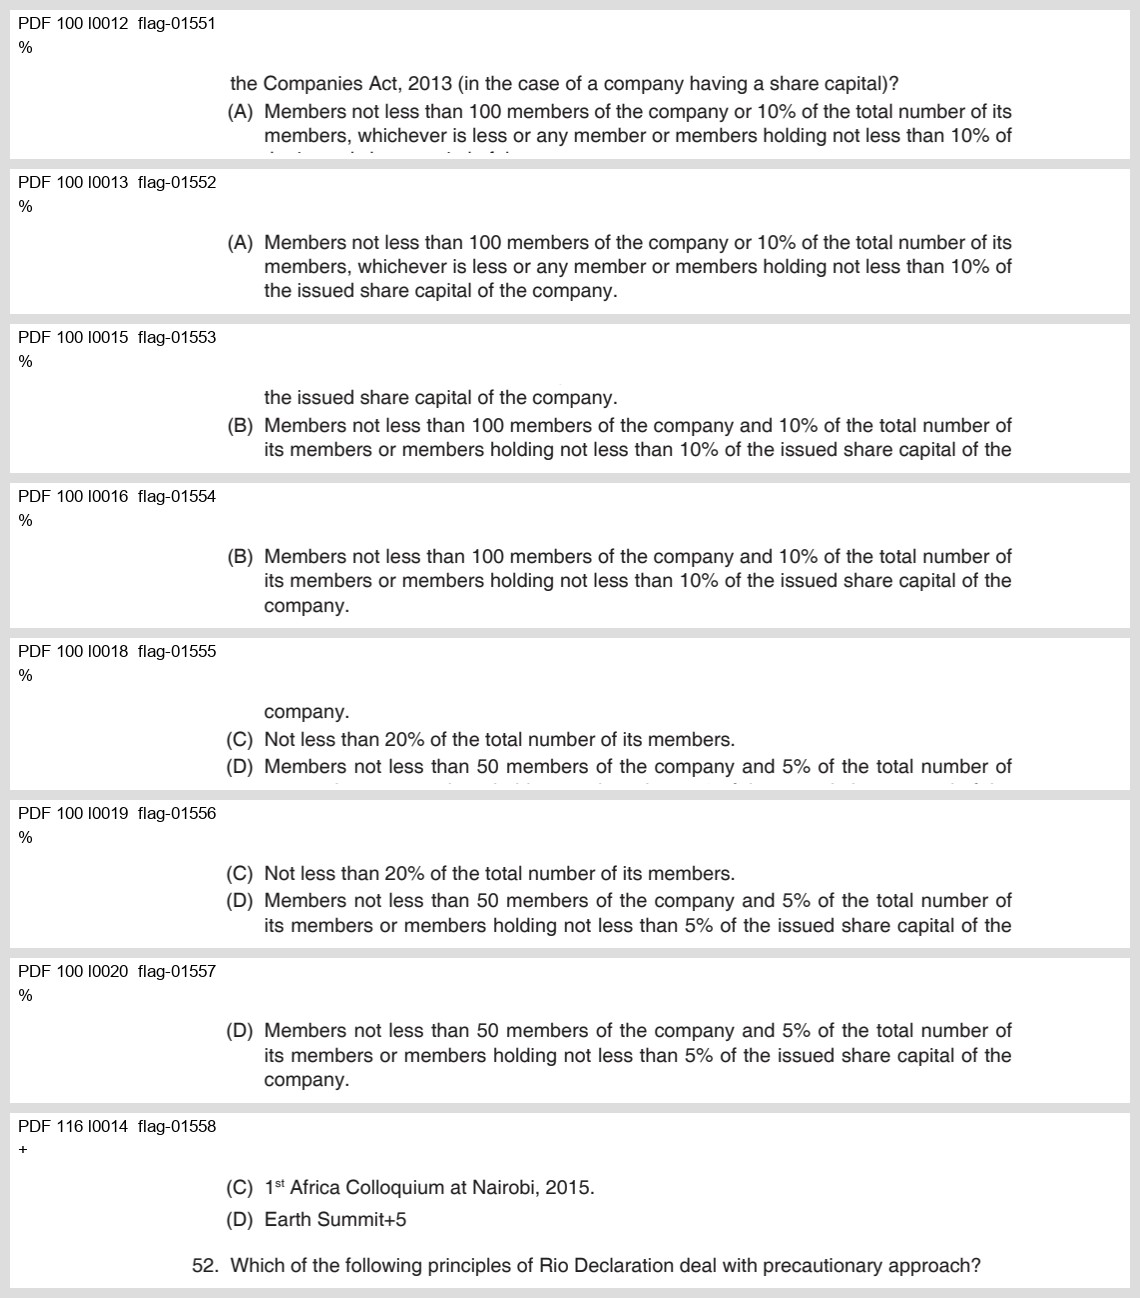 PDF 100 l0012 flag-01551
%
the Companies Act, 2013 (in the case of a company having a share capital)?
(A) Members not less than 100 members of the company or 10% of the total number of its
members, whichever is less or any member or members holding not less than 10% of
PDF 100 l0013 flag-01552
%
(A) Members not less than 100 members of the company or 10% of the total number of its
members, whichever is less or any member or members holding not less than 10% of
the issued share capital of the company.
PDF 100 l0015 flag-01553
%
the issued share capital of the company.
(B) Members not less than 100 members of the company and 10% of the total number of
its members or members holding not less than 10% of the issued share capital of the
PDF 100 l0016 flag-01554
%
(B) Members not less than 100 members of the company and 10% of the total number of
its members or members holding not less than 10% of the issued share capital of the
company.
PDF 100 l0018 flag-01555
%
company.
(C) Not less than 20% of the total number of its members.
(D) Members not less than 50 members of the company and 5% of the total number of
PDF 100 l0019 flag-01556
%
(C) Not less than 20% of the total number of its members.
(D) Members not less than 50 members of the company and 5% of the total number of
its members or members holding not less than 5% of the issued share capital of the
PDF 100 l0020 flag-01557
%
(D) Members not less than 50 members of the company and 5% of the total number of
its members or members holding not less than 5% of the issued share capital of the
company.
PDF 116 l0014 flag-01558
+
(C) 1st Africa Colloquium at Nairobi, 2015.
(D) Earth Summit+5
52. Which of the following principles of Rio Declaration deal with precautionary approach?